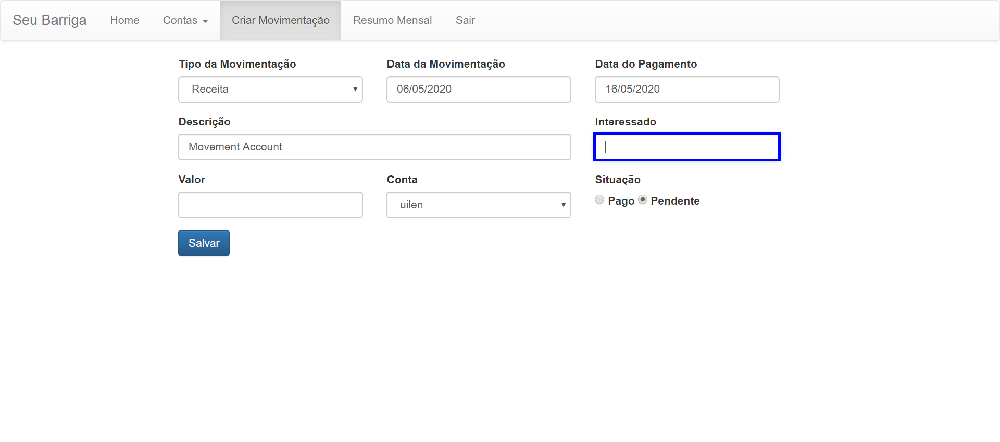 Seu Barriga Home Contas Criar Movimentação Resumo Mensal Sair
Tipo da Movimentação Data da Movimentação Data do Pagamento
Receita 06/05/2020 16/05/2020
Descrição Interessado
Movement Account
Valor Conta Situação
uilen Pago Pendente
Salvar